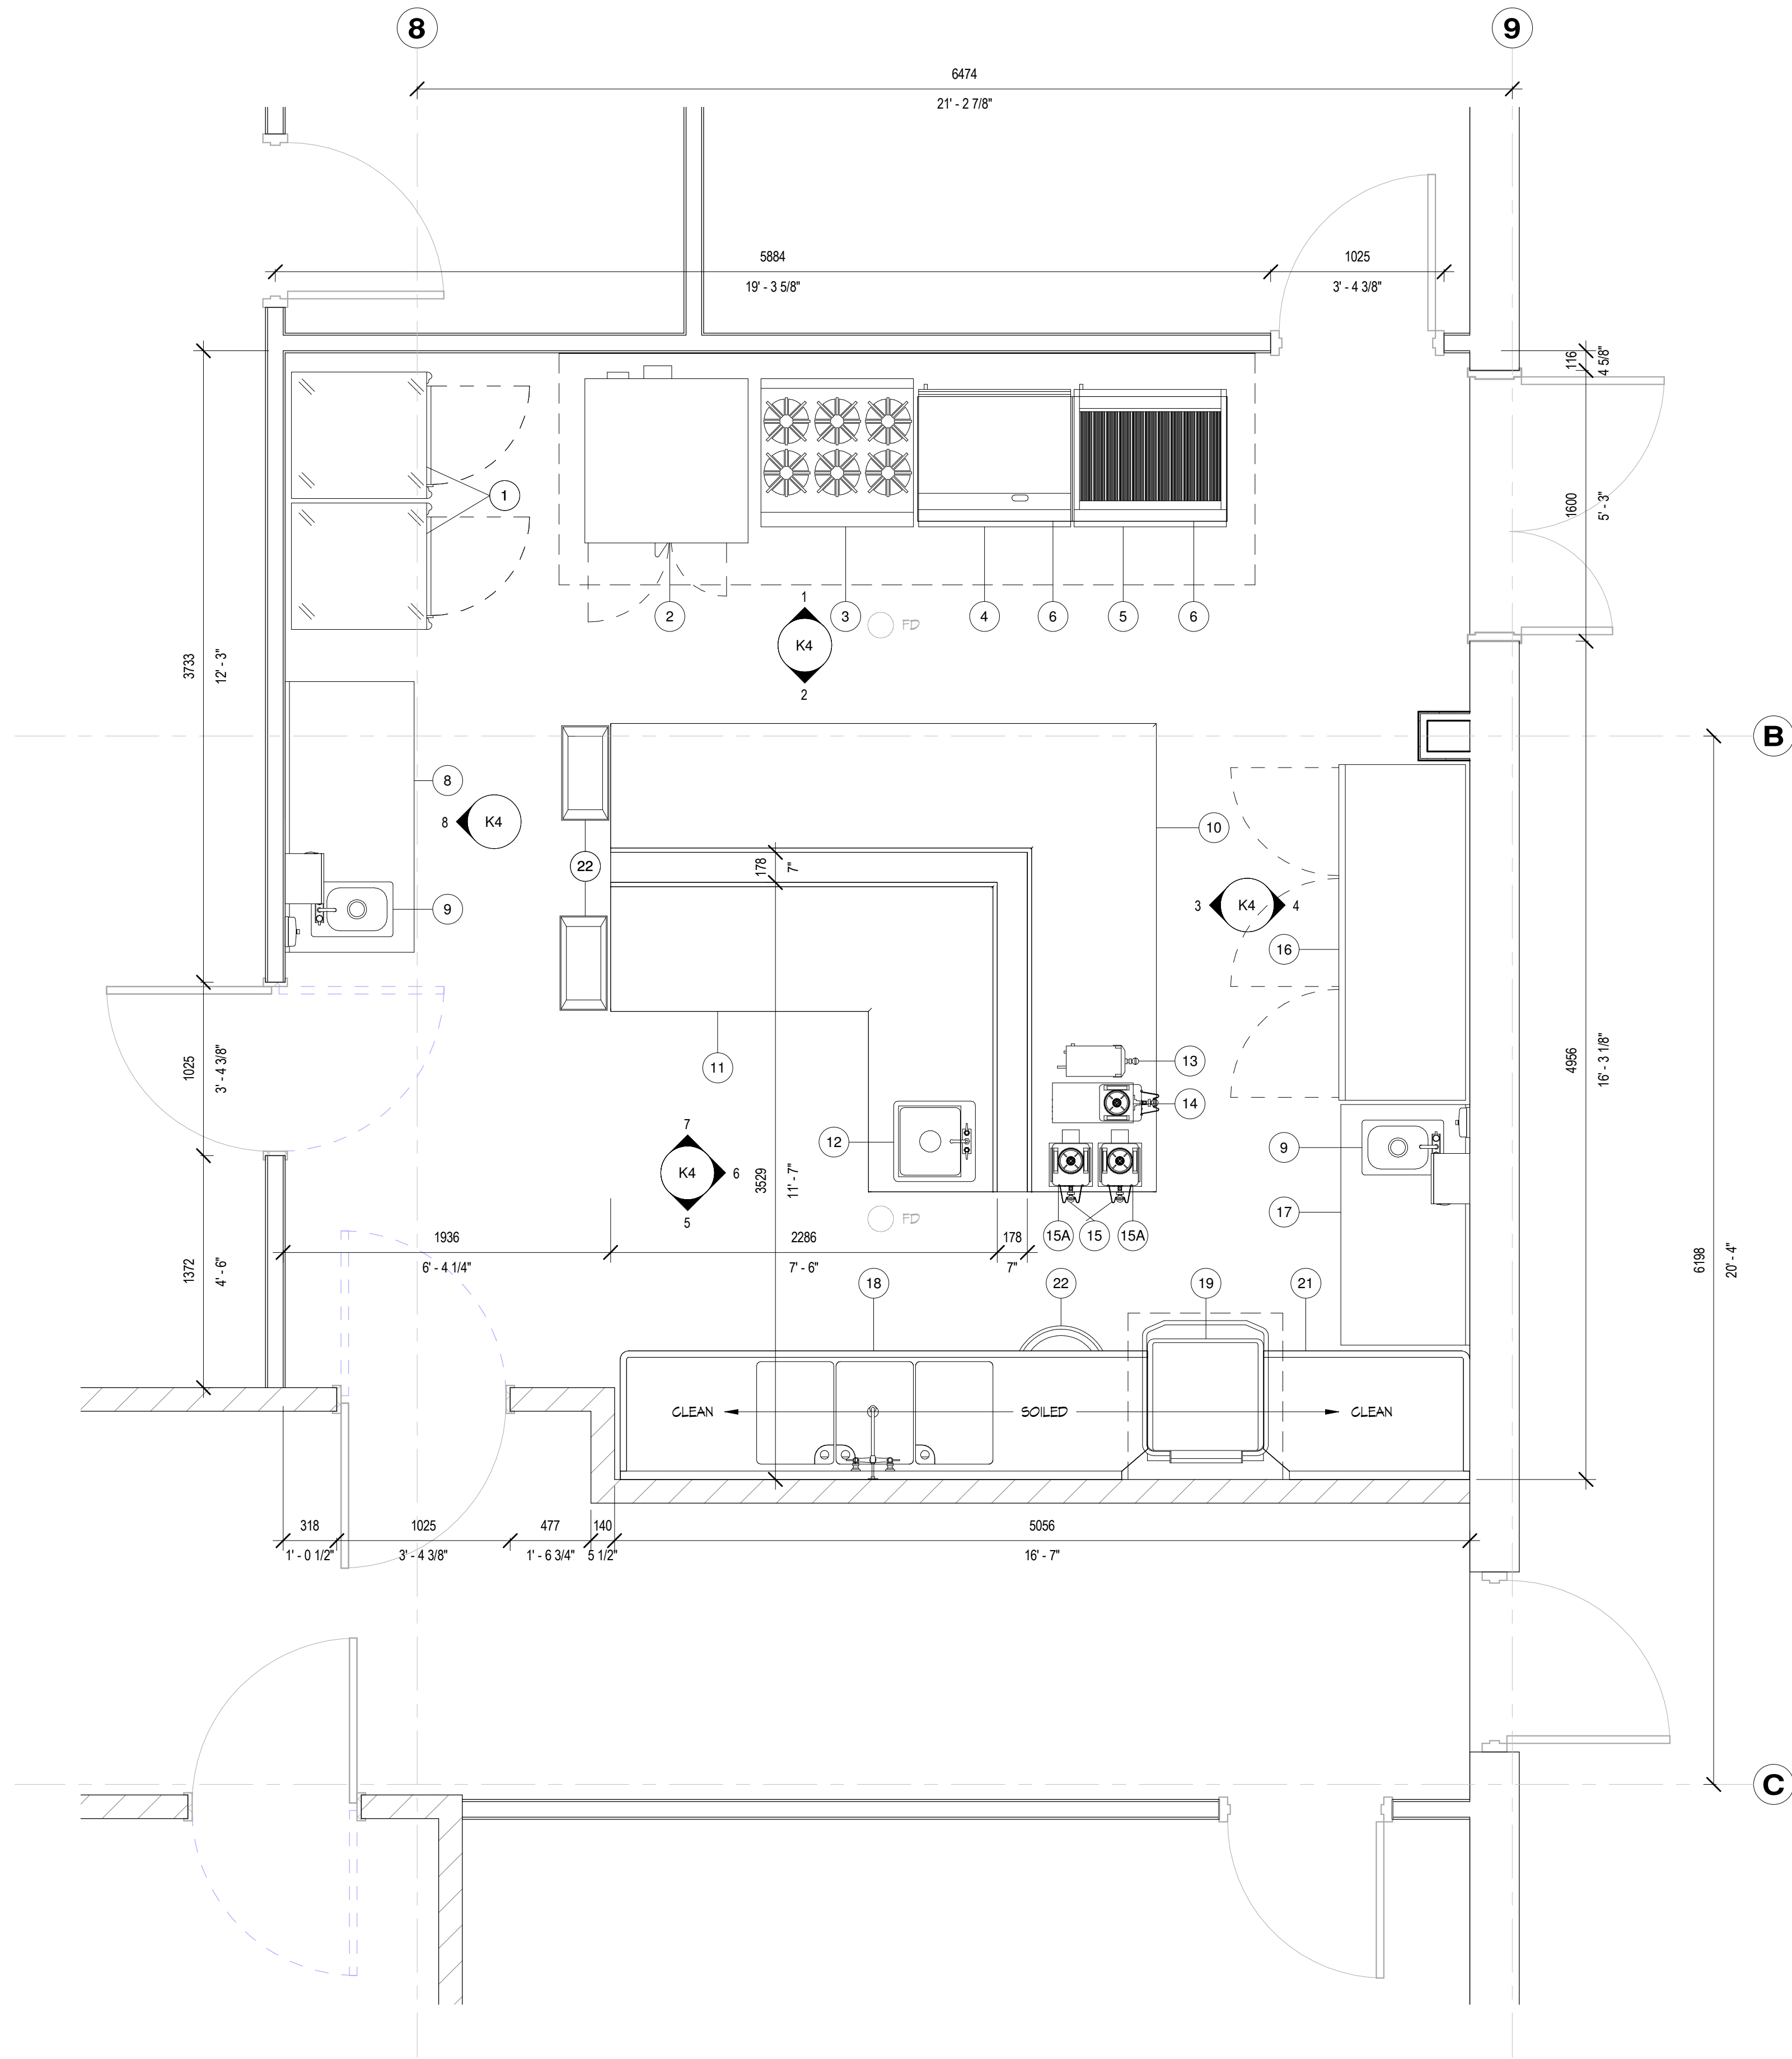 8
9
6474
21' - 2 7/8"
5884
19' - 3 5/8"
1025
3' - 4 3/8"
116
4 5/8"
1
1600
5' - 3"
2
3
4
6
5
6
1
K4
2
FD
3733
12' - 3"
B
8
8
K4
22
178
7"
10
9
3
K4
4
16
11
13
14
1025
3' - 4 3/8"
4956
16' - 3 1/8"
12
9
7
K4
6
5
3529
11' - 7"
17
FD
15A
15
15A
1936
6' - 4 1/4"
2286
7' - 6"
178
7"
1372
4' - 6"
6198
20' - 4"
18
22
19
21
CLEAN
SOILED
CLEAN
318
1' - 0 1/2"
1025
3' - 4 3/8"
477
1' - 6 3/4"
140
5 1/2"
5056
16' - 7"
C